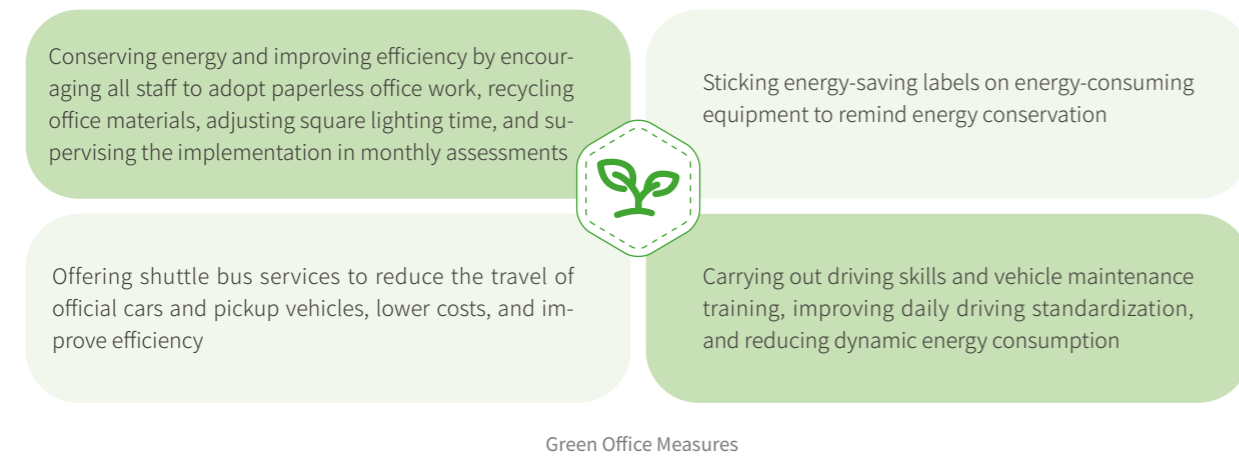 Conserving energy and improving efficiency by encour-
aging all staff to adopt paperless office work, recycling
office materials, adjusting square lighting time, and su-
pervising the implementation in monthly assessments
Sticking energy-saving labels on energy-consuming
equipment to remind energy conservation
Offering shuttle bus services to reduce the travel of
official cars and pickup vehicles, lower costs, and im-
prove efficiency
Carrying out driving skills and vehicle maintenance
training, improving daily driving standardization,
and reducing dynamic energy consumption
Green Office Measures